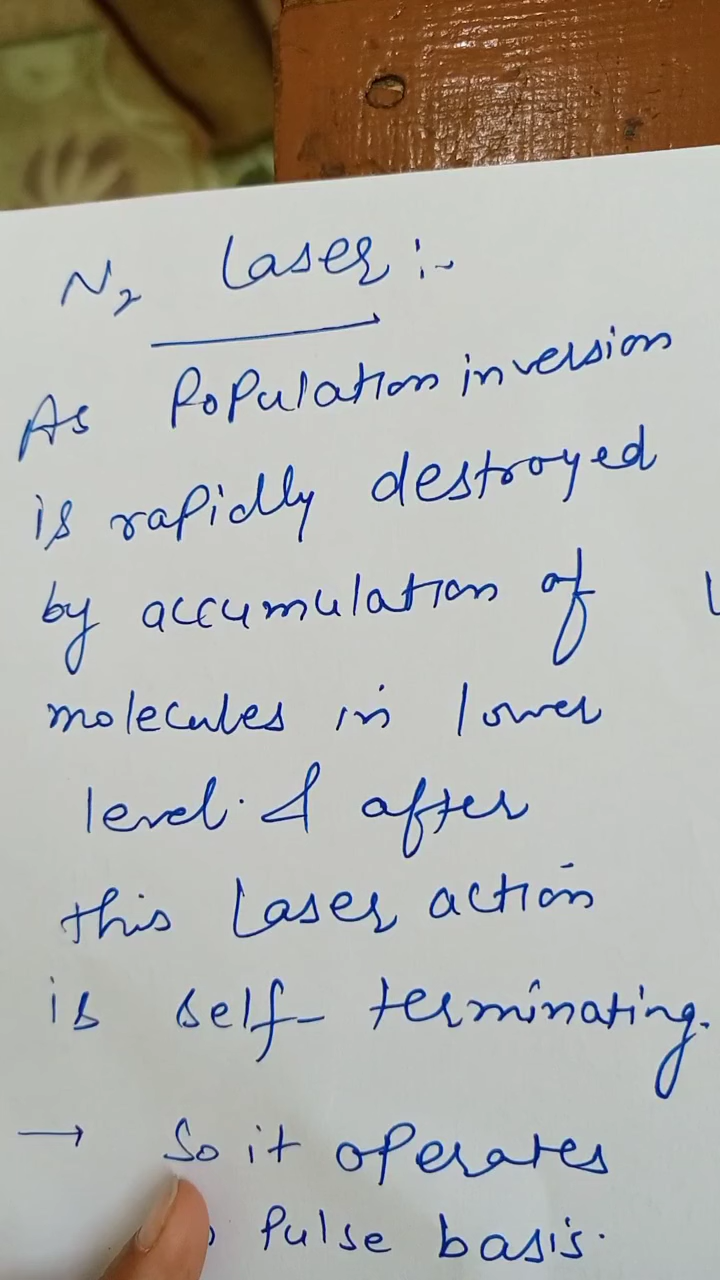 N₂ Laser :-
As Population inversion
is rapidly destroyed
by accumulation of
molecules in lower
level. & after
this Laser action
is self-terminating.
→ So it operates
Pulse basis.